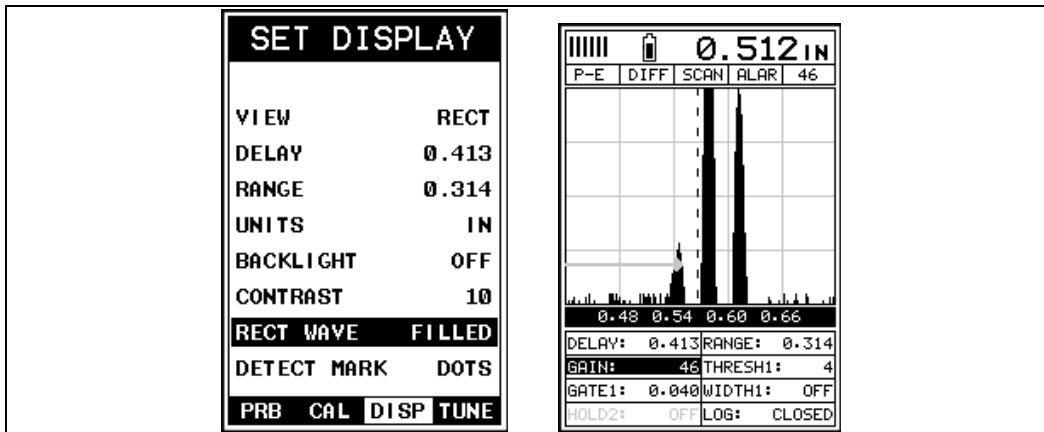 SET DISPLAY
VIEW RECT
DELAY 0.413
RANGE 0.314
UNITS IN
BACKLIGHT OFF
CONTRAST 10
RECT WAVE FILLED
DETECT MARK DOTS
PRB CAL DISP TUNE
0.512 IN
P-E DIFF SCAN ALAR 46
0.48 0.54 0.60 0.66
DELAY: 0.413 RANGE: 0.314
GAIN: 46 THRESH1: 4
GATE1: 0.040 WIDTH1: OFF
HOLD2: OFF LOG: CLOSED